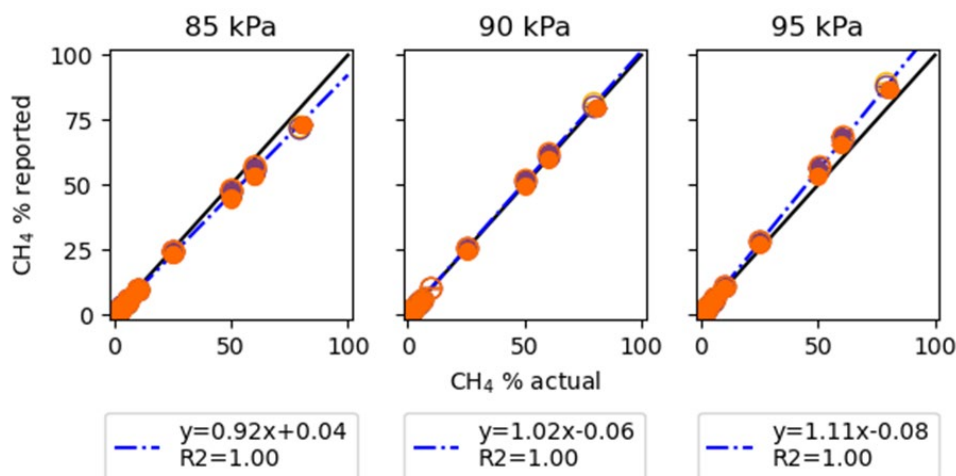 85 kPa 90 kPa 95 kPa
CH₄ % reported
100
75
50
25
0
0 50 100 0 50 100 0 50 100
CH₄ % actual
y=0.92x+0.04 y=1.02x-0.06 y=1.11x-0.08
R2=1.00 R2=1.00 R2=1.00